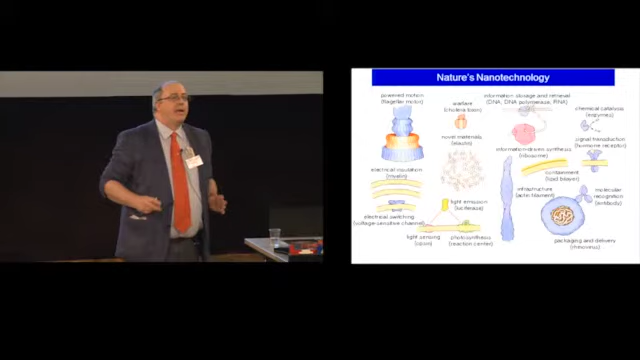 Nature's Nanotechnology
powered motion
(flagellar motor)
warfare
(cholera toxin)
information storage and retrieval
(DNA, DNA polymerase, RNA)
chemical catalysis
(enzymes)
novel materials
(elastin)
signal transduction
(hormone receptor)
information-driven synthesis
(ribosome)
containment
(lipid bilayer)
electrical insulation
(myelin)
infrastructure
(actin filament)
molecular
recognition
(antibody)
light emission
(luciferase)
electrical switching
(voltage-sensitive channel)
light sensing
(opsin)
photosynthesis
(reaction center)
packaging and delivery
(rhinovirus)